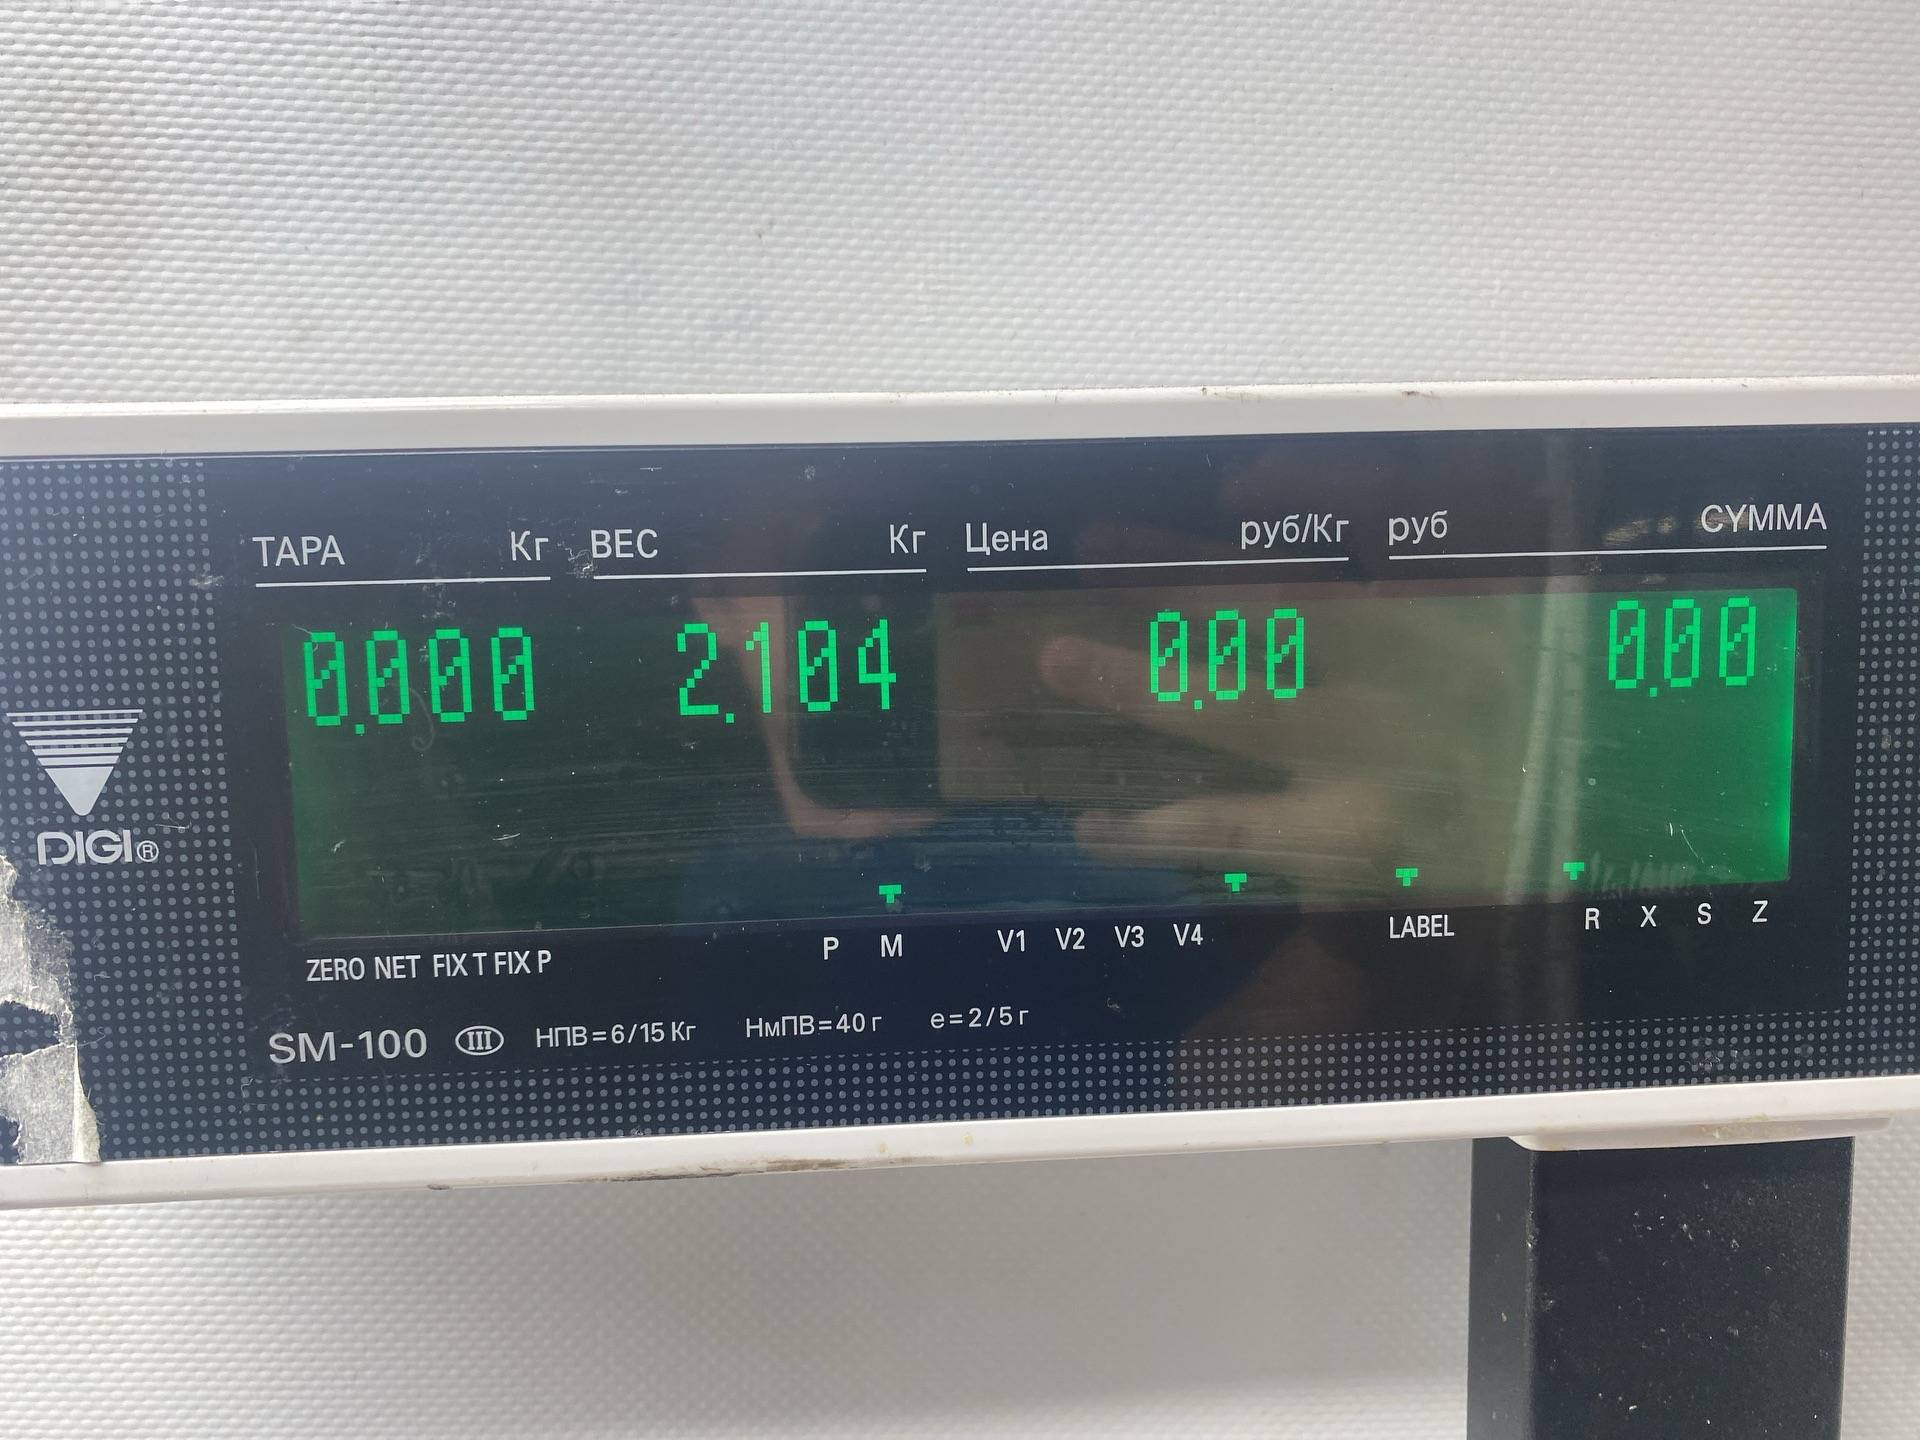 ТАРА Кг ВЕС Кг Цена руб/Кг руб СУММА
0.000 2.104 0.00 0.00
DIGI®
ZERO NET FIX T FIX P P M V1 V2 V3 V4 LABEL R X S Z
SM-100 III НПВ=6/15 Кг НмПВ=40 г e=2/5 г